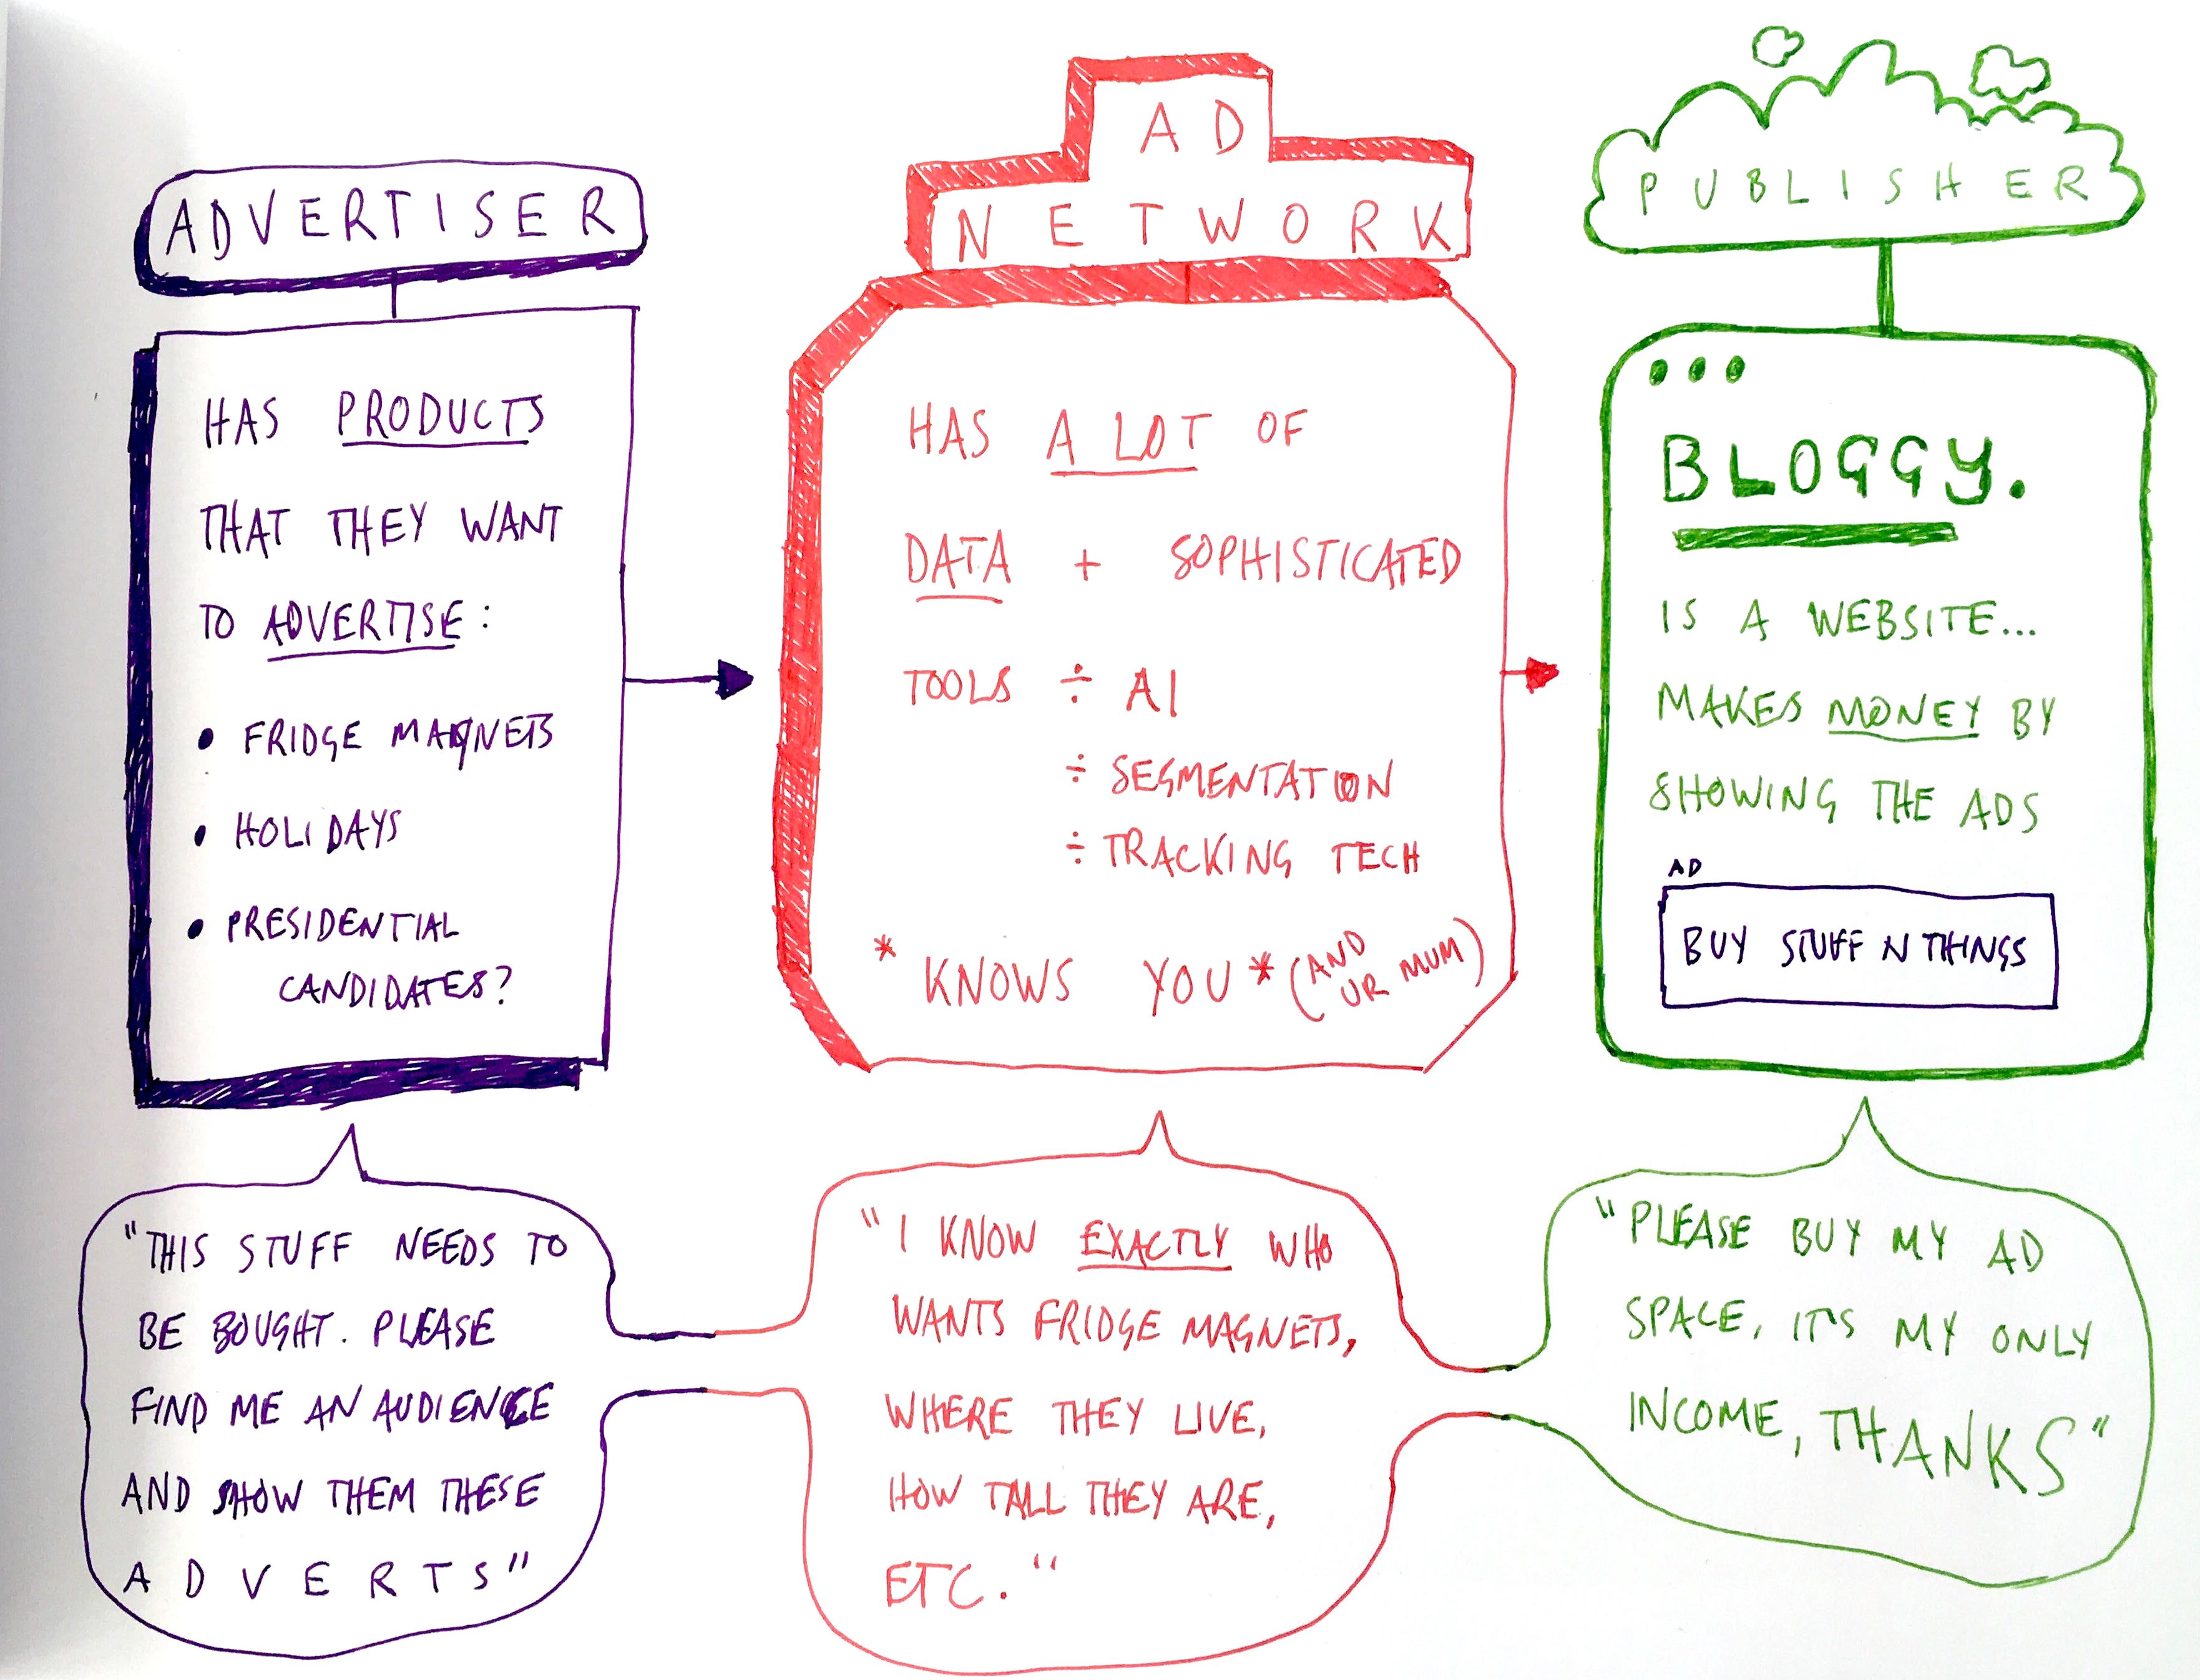 ADVERTISER
HAS PRODUCTS
THAT THEY WANT
TO ADVERTISE:
• FRIDGE MAGNETS
• HOLIDAYS
• PRESIDENTIAL
CANDIDATES?
"THIS STUFF NEEDS TO
BE BOUGHT. PLEASE
FIND ME AN AUDIENCE
AND SHOW THEM THESE
ADVERTS"
AD
NETWORK
HAS A LOT OF
DATA + SOPHISTICATED
TOOLS ÷ AI
÷ SEGMENTATION
÷ TRACKING TECH
* KNOWS YOU * (AND
UR MUM)
"I KNOW EXACTLY WHO
WANTS FRIDGE MAGNETS,
WHERE THEY LIVE,
HOW TALL THEY ARE,
ETC."
PUBLISHER
BLOGGY.
IS A WEBSITE...
MAKES MONEY BY
SHOWING THE ADS
AD
BUY STUFF N THINGS
"PLEASE BUY MY AD
SPACE, IT'S MY ONLY
INCOME, THANKS"